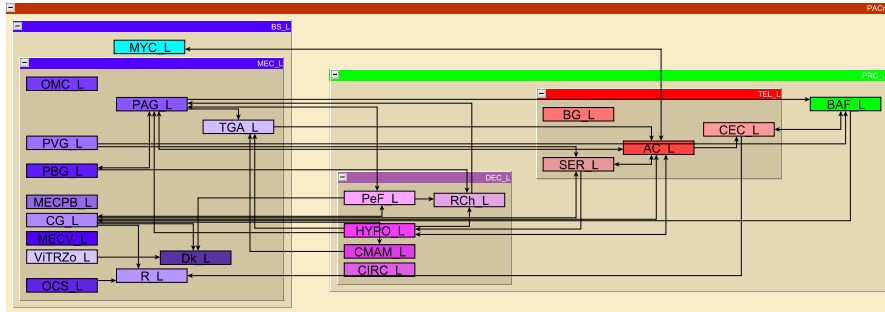 PACr
BS_L
MYC_L
MEC_L
OMC_L
PRC_L
PAG_L
TEL_L
BAF_L
BG_L
TGA_L
CEC_L
PVG_L
AC_L
SER_L
PBG_L
DEC_L
PeF_L
RCh_L
MECPB_L
CG_L
HYPO_L
MECV_L
CMAM_L
ViTRZo_L
Dk_L
CIRC_L
R_L
OCS_L